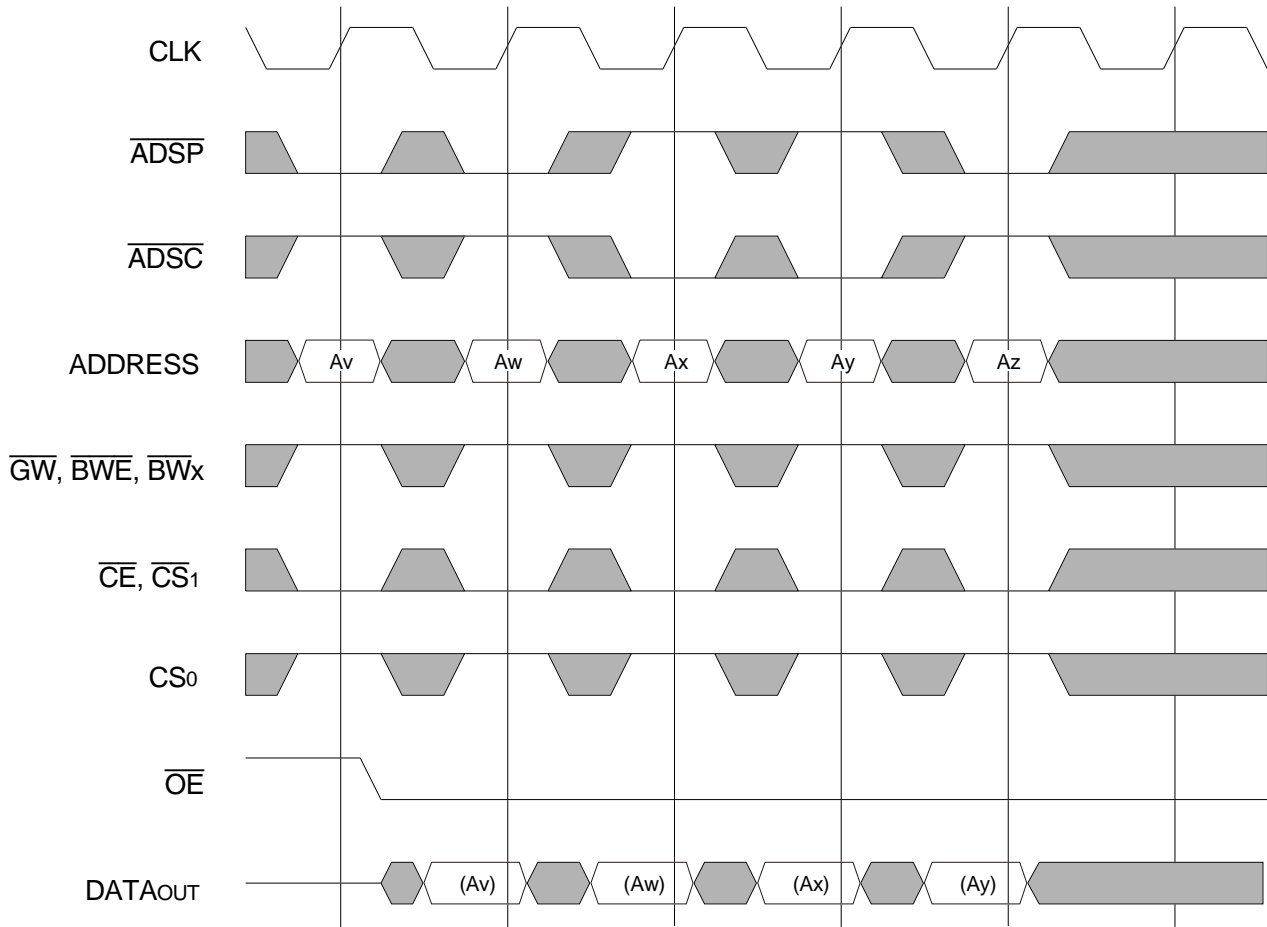 CLK
ADSP
ADSC
ADDRESS Av Aw Ax Ay Az
GW, BWE, BWx
CE, CS1
CS0
OE
DATAOUT (Av) (Aw) (Ax) (Ay)